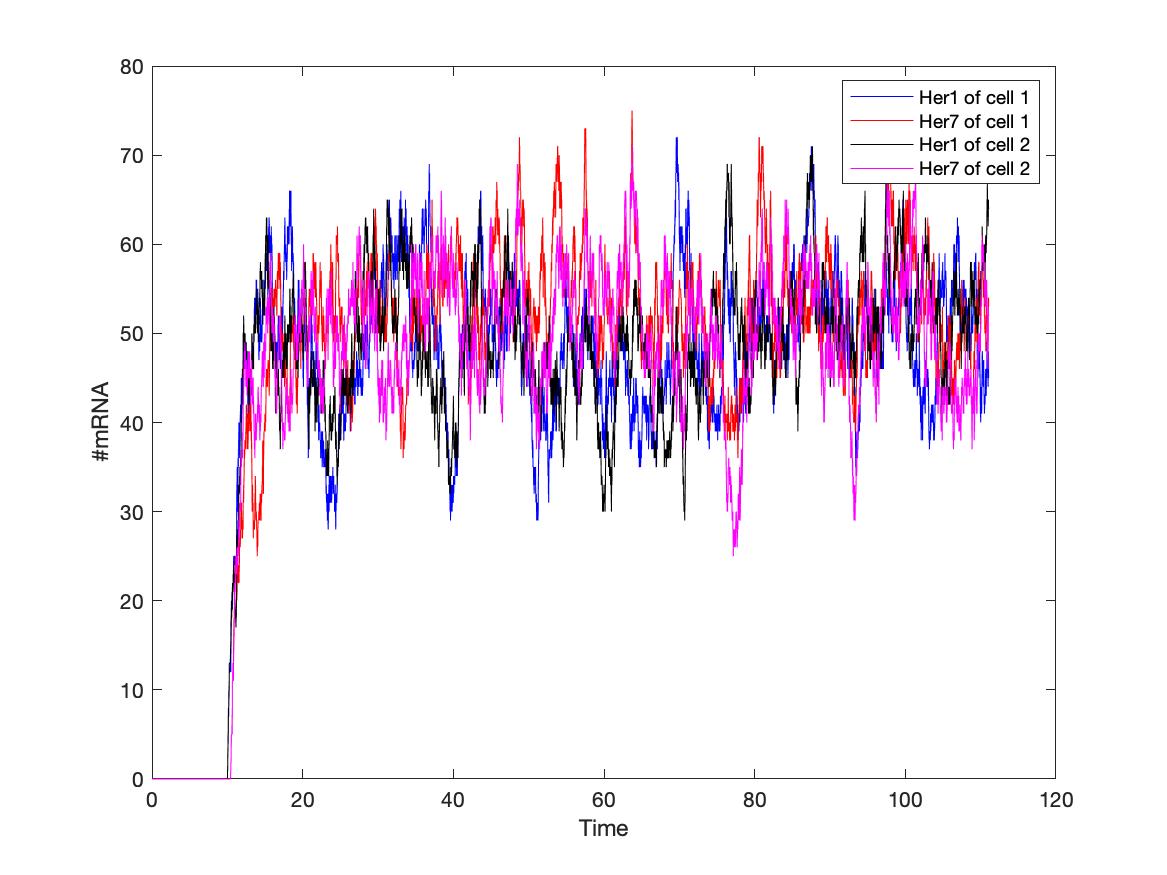 80
70
60
50
40
30
20
10
0
#mRNA
0 20 40 60 80 100 120
Time
Her1 of cell 1
Her7 of cell 1
Her1 of cell 2
Her7 of cell 2